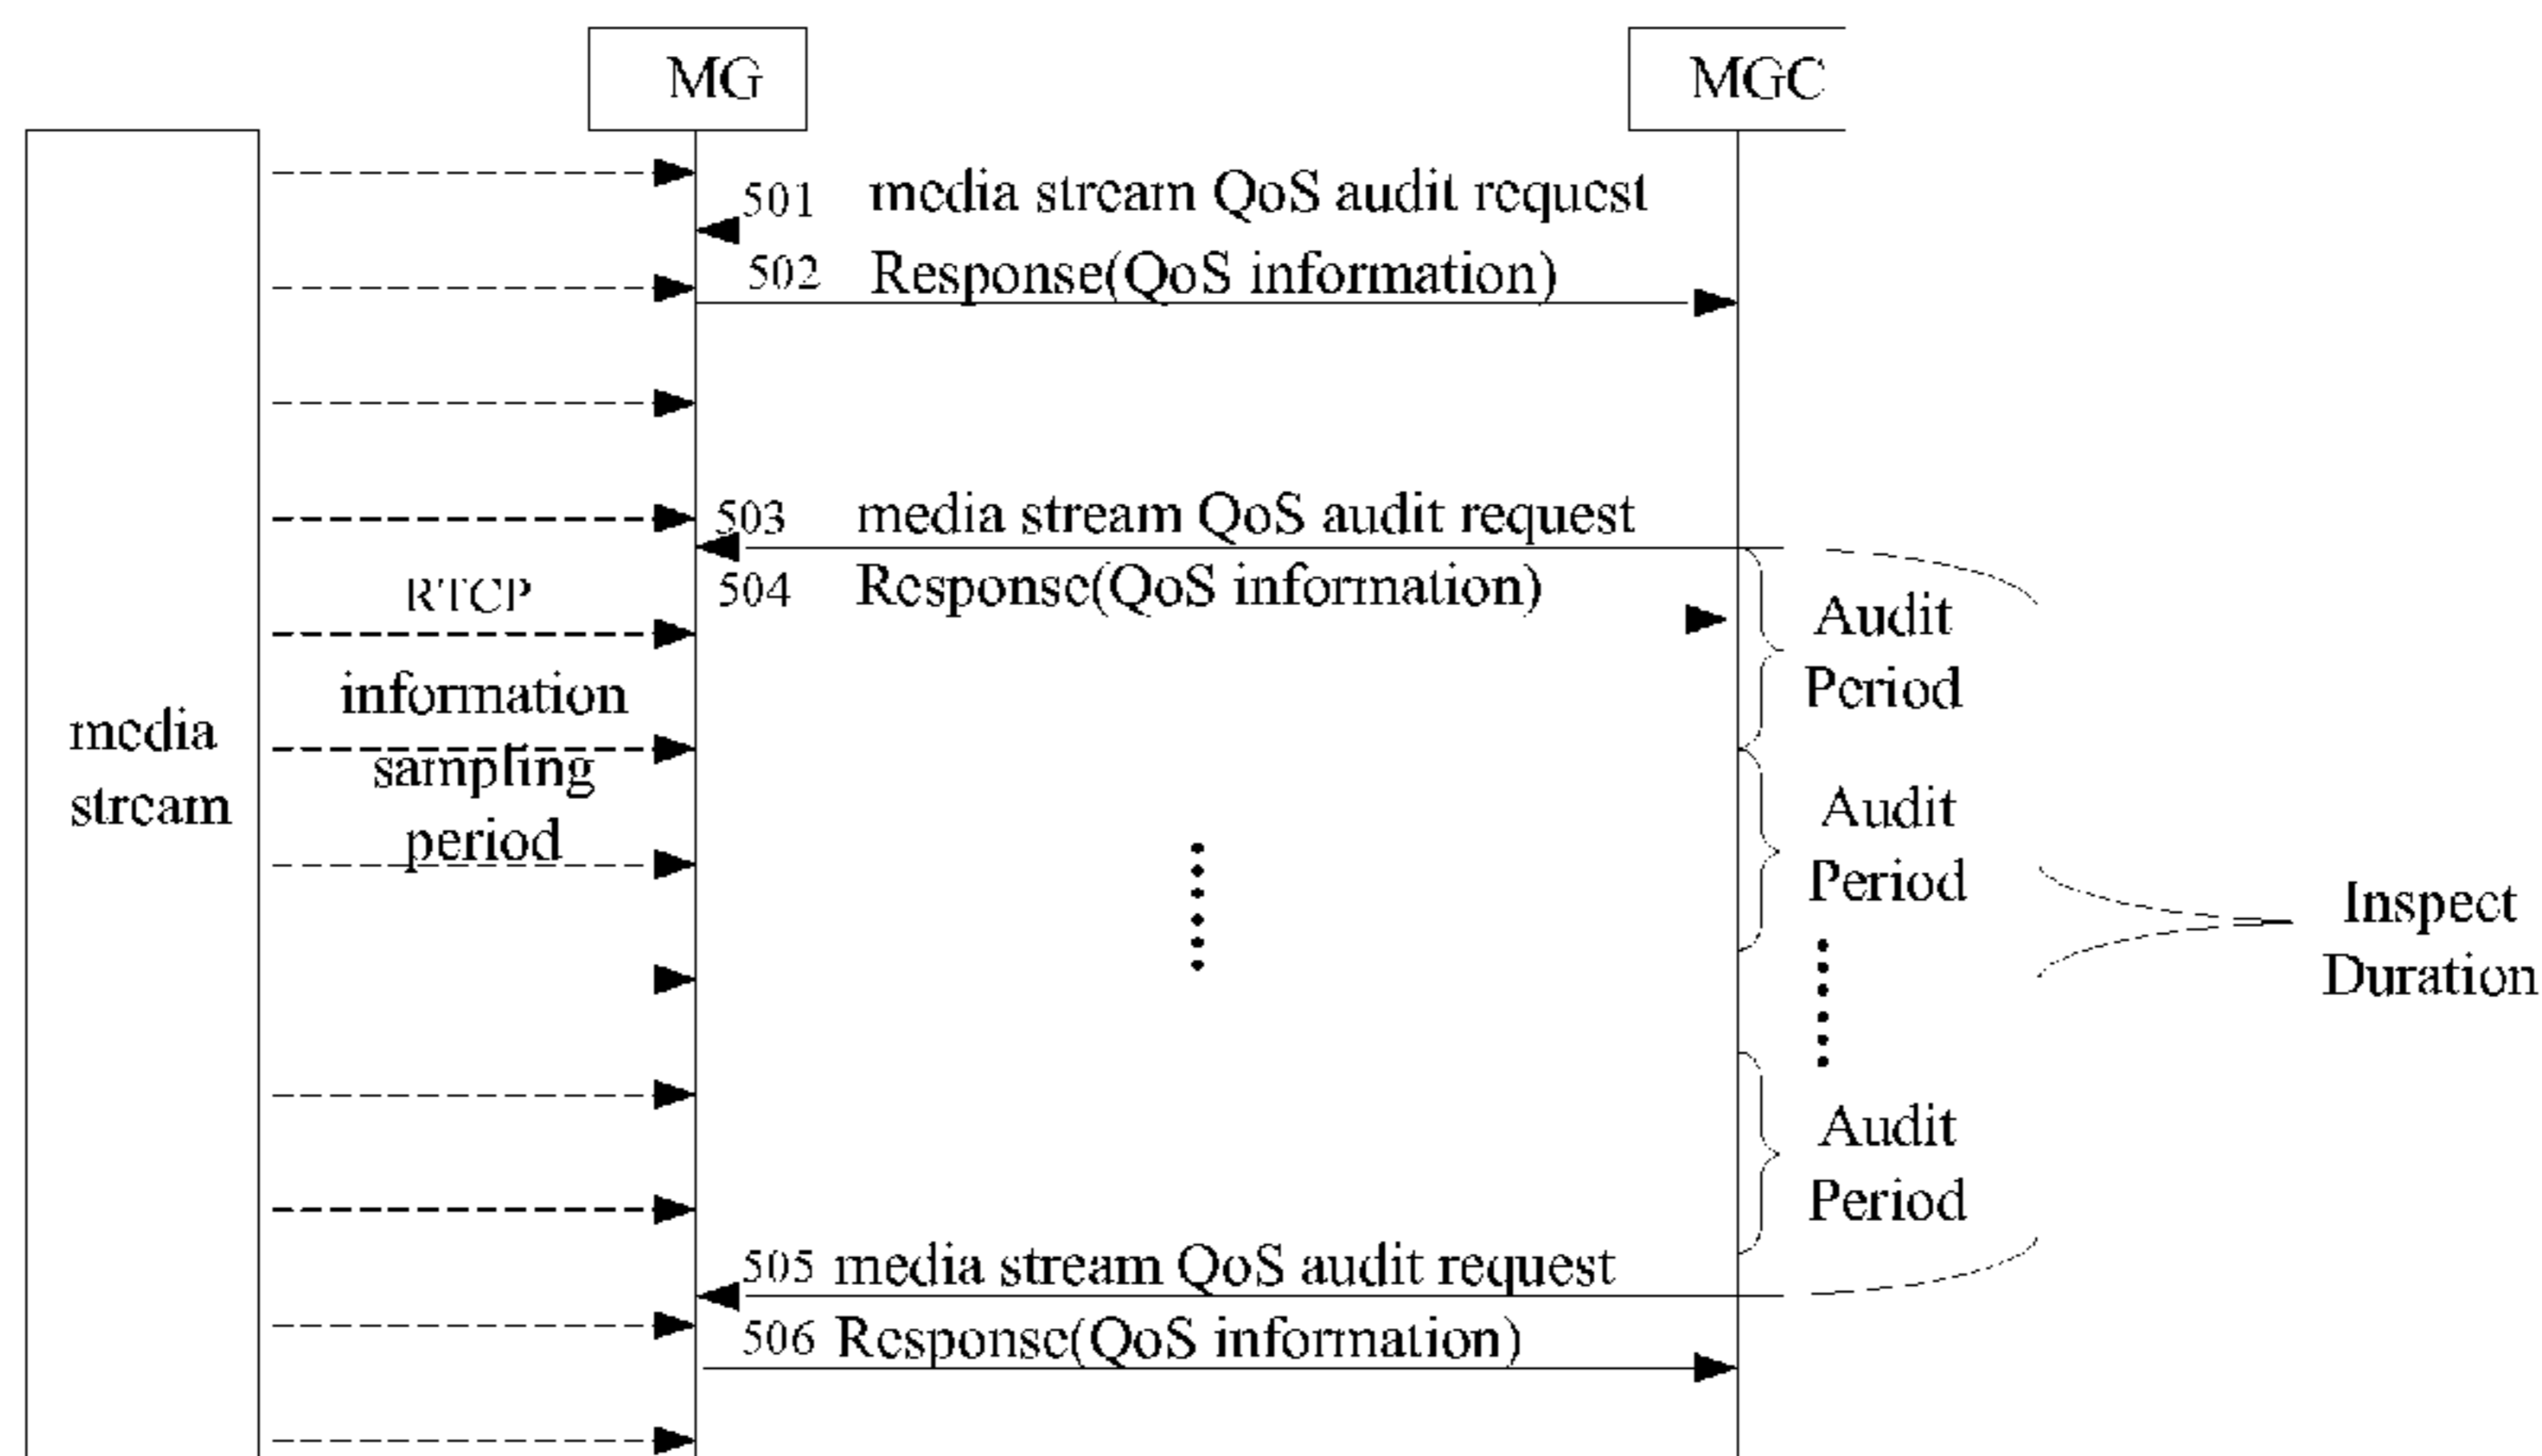 MG
MGC
501 media stream QoS audit request
502 Response(QoS information)
503 media stream QoS audit request
504 Response(QoS information)
RTCP
information
sampling
period
media
stream
Audit
Period
Audit
Period
Inspect
Duration
Audit
Period
505 media stream QoS audit request
506 Response(QoS information)